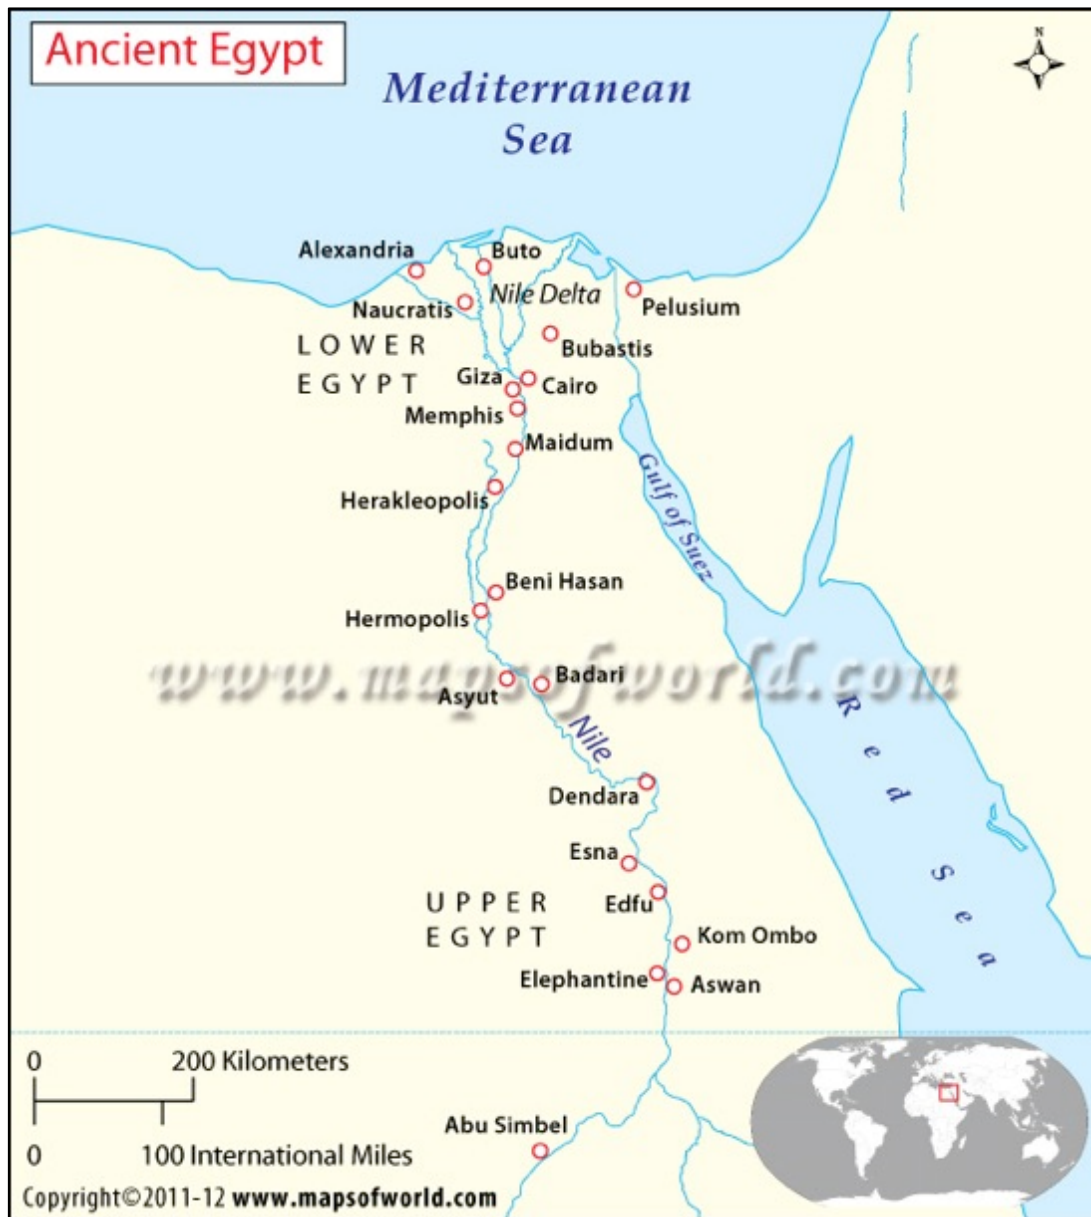 Ancient Egypt
N
Mediterranean
Sea
Alexandria
Buto
Nile Delta
Naucratis
Pelusium
LOWER
EGYPT
Bubastis
Giza
Cairo
Memphis
Maidum
Gulf of Suez
Herakleopolis
Beni Hasan
Hermopolis
www.mapsofworld.com
Badari
Asyut
Nile
Red Sea
Dendara
Esna
Edfu
UPPER
EGYPT
Kom Ombo
Elephantine
Aswan
0 200 Kilometers
Abu Simbel
0 100 International Miles
Copyright©2011-12 www.mapsofworld.com